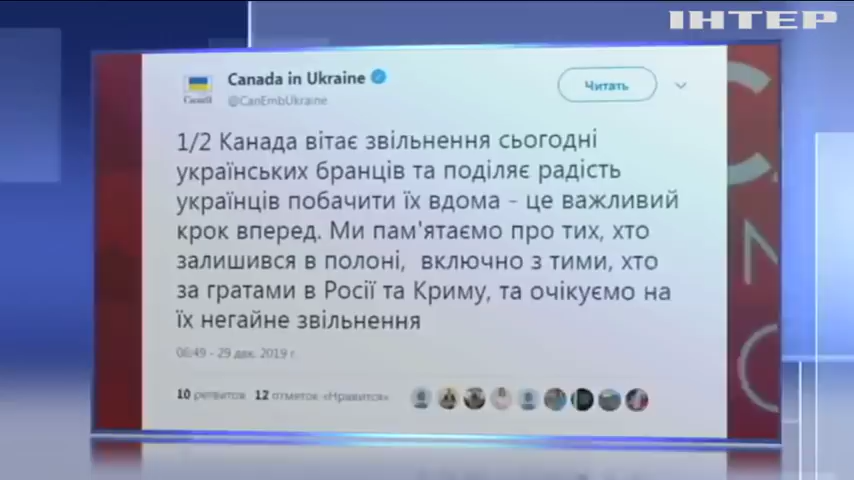 ІНТЕР
Canada in Ukraine
@CanEmbUkraine
Canada
Читать
1/2 Канада вітає звільнення сьогодні
українських бранців та поділяє радість
українців побачити їх вдома - це важливий
крок вперед. Ми пам'ятаємо про тих, хто
залишився в полоні, включно з тими, хто
за гратами в Росії та Криму, та очікуємо на
їх негайне звільнення
06:49 - 29 дек. 2019 г.
10 ретвитов 12 отметок «Нравится»